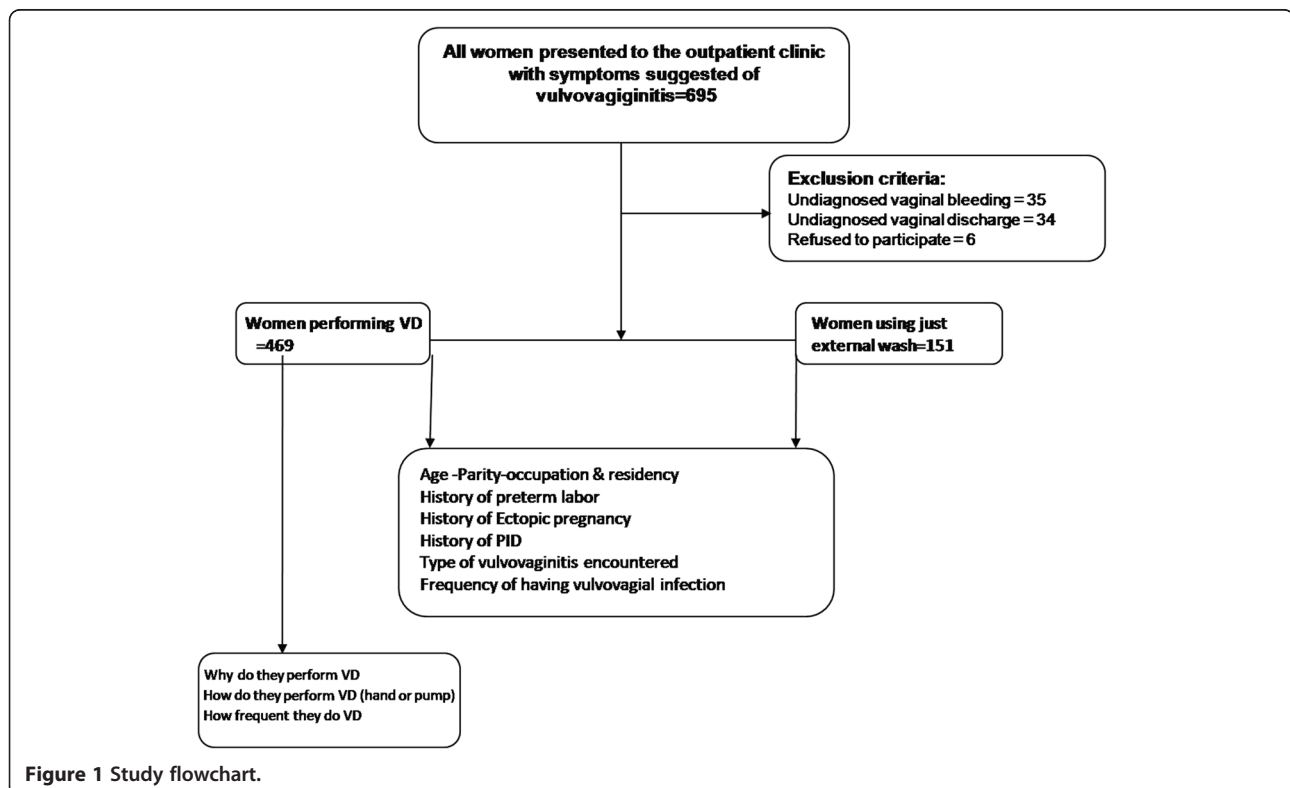 All women presented to the outpatient clinic
with symptoms suggested of
vulvovagiginitis=695
Exclusion criteria:
Undiagnosed vaginal bleeding = 35
Undiagnosed vaginal discharge = 34
Refused to participate = 6
Women performing VD
=469
Women using just
external wash=151
Age -Parity-occupation & residency
History of preterm labor
History of Ectopic pregnancy
History of PID
Type of vulvovaginitis encountered
Frequency of having vulvovagial infection
Why do they perform VD
How do they perform VD (hand or pump)
How frequent they do VD
Figure 1 Study flowchart.